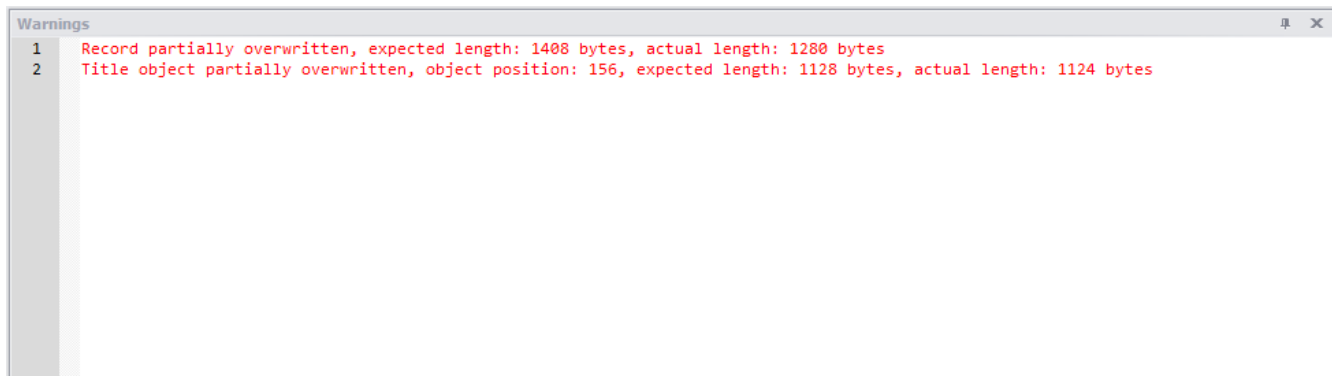 Warnings
1 Record partially overwritten, expected length: 1408 bytes, actual length: 1280 bytes
2 Title object partially overwritten, object position: 156, expected length: 1128 bytes, actual length: 1124 bytes